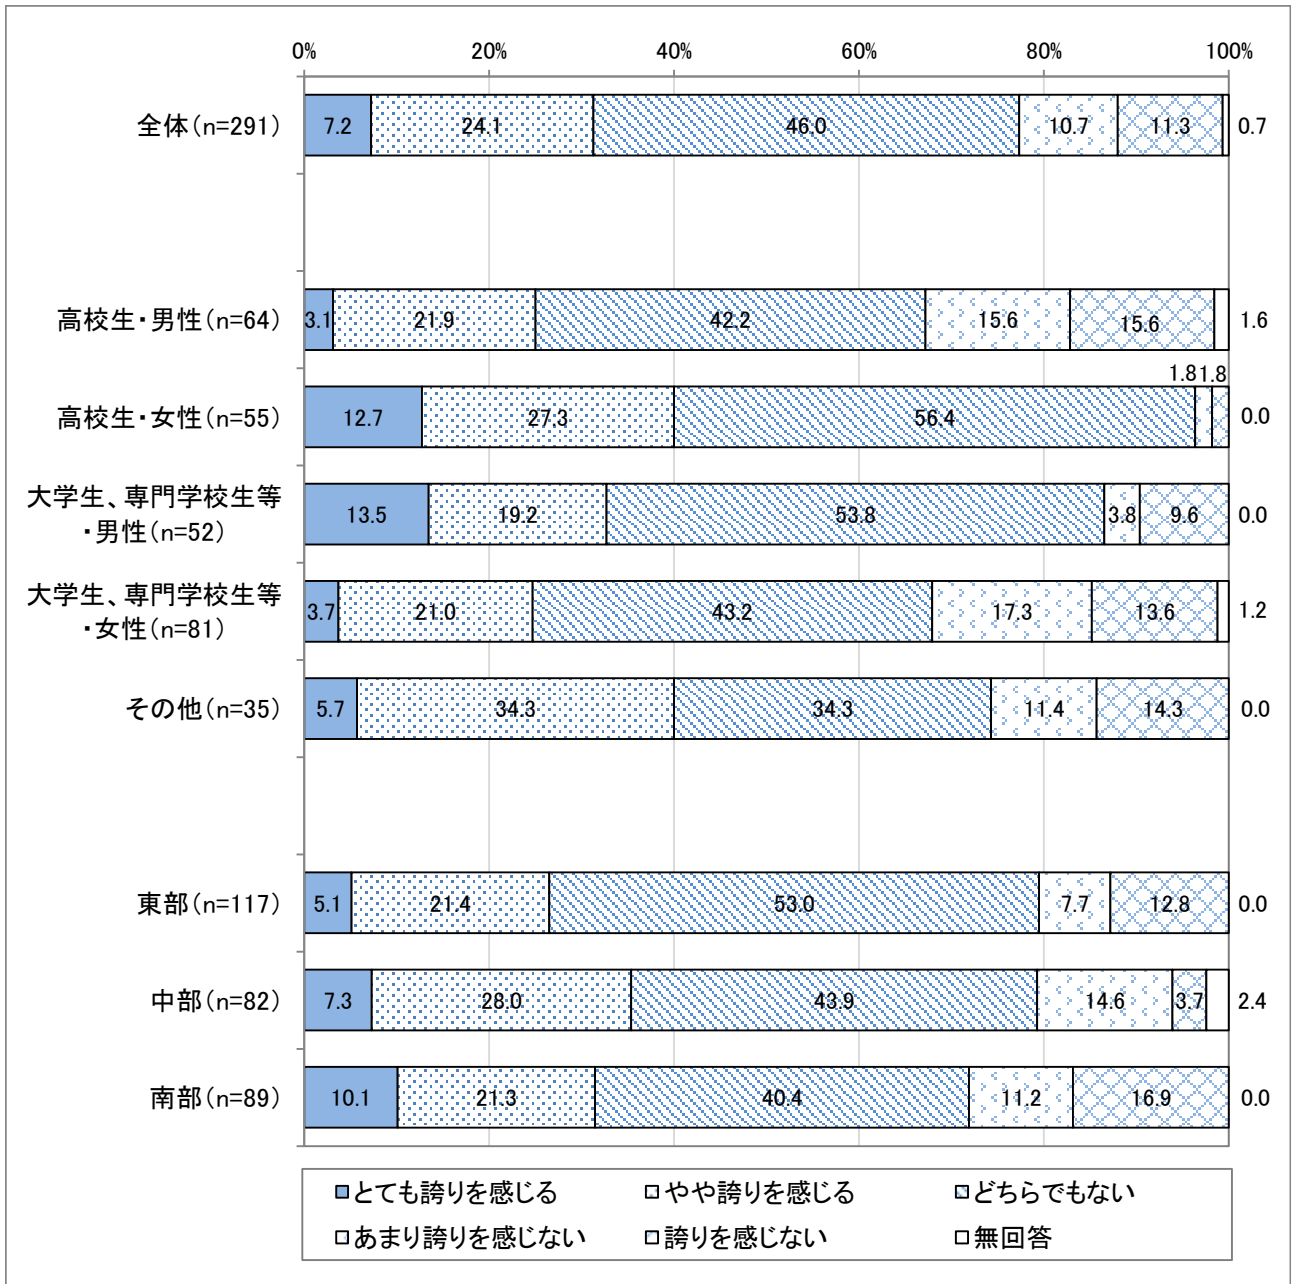 0% 20% 40% 60% 80% 100%
全体(n=291) 7.2 24.1 46.0 10.7 11.3 0.7
高校生・男性(n=64) 3.1 21.9 42.2 15.6 15.6 1.6
1.8 1.8
高校生・女性(n=55) 12.7 27.3 56.4 0.0
大学生、専門学校生等
・男性(n=52) 13.5 19.2 53.8 3.8 9.6 0.0
大学生、専門学校生等
・女性(n=81) 3.7 21.0 43.2 17.3 13.6 1.2
その他(n=35) 5.7 34.3 34.3 11.4 14.3 0.0
東部(n=117) 5.1 21.4 53.0 7.7 12.8 0.0
中部(n=82) 7.3 28.0 43.9 14.6 3.7 2.4
南部(n=89) 10.1 21.3 40.4 11.2 16.9 0.0
とても誇りを感じる やや誇りを感じる どちらでもない
あまり誇りを感じない 誇りを感じない 無回答